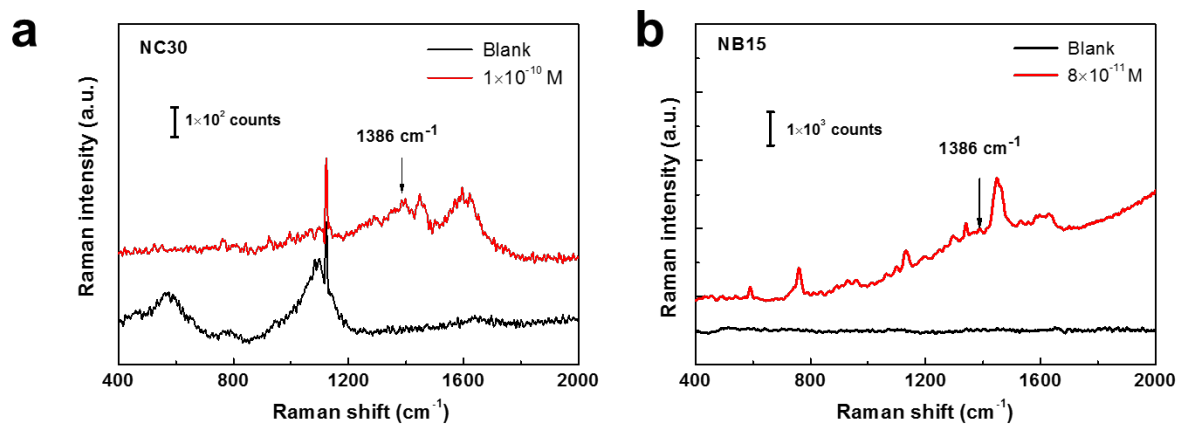 a
NC30
Blank
1×10⁻¹⁰ M
1×10² counts
1386 cm⁻¹
Raman intensity (a.u.)
400 800 1200 1600 2000
Raman shift (cm⁻¹)
b
NB15
Blank
8×10⁻¹¹ M
1×10³ counts
1386 cm⁻¹
Raman intensity (a.u.)
400 800 1200 1600 2000
Raman shift (cm⁻¹)